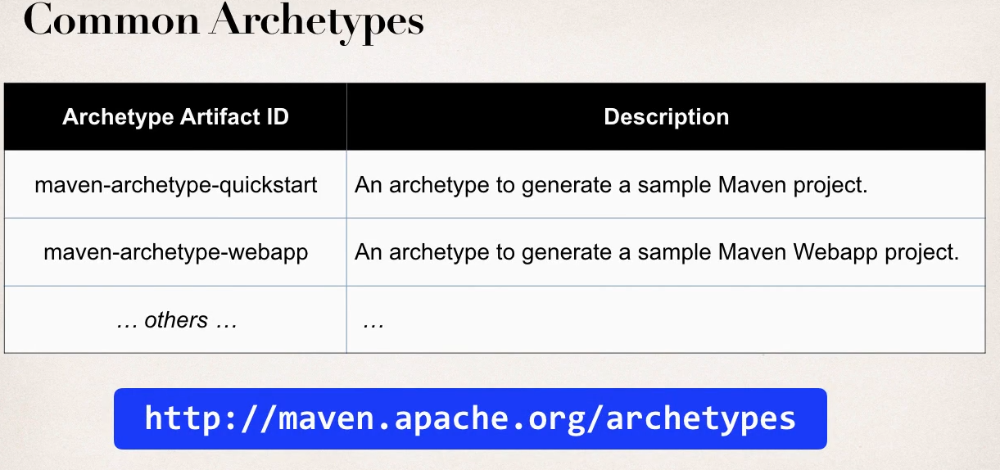 Common Archetypes
Archetype Artifact ID
Description
maven-archetype-quickstart
An archetype to generate a sample Maven project.
maven-archetype-webapp
An archetype to generate a sample Maven Webapp project.
… others …
…
http://maven.apache.org/archetypes